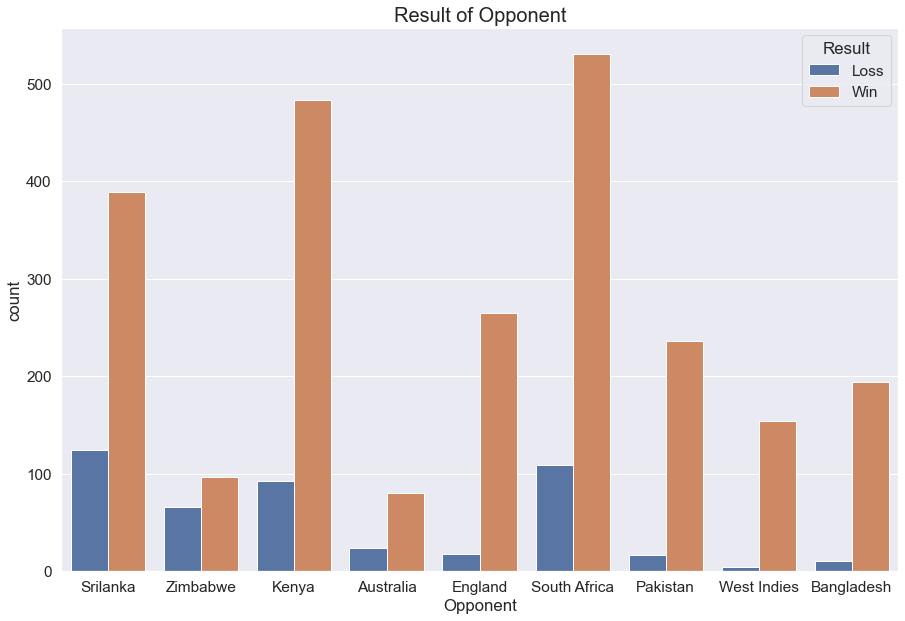 Result of Opponent
Result
Loss
Win
count
500
400
300
200
100
0
Srilanka Zimbabwe Kenya Australia England South Africa Pakistan West Indies Bangladesh
Opponent